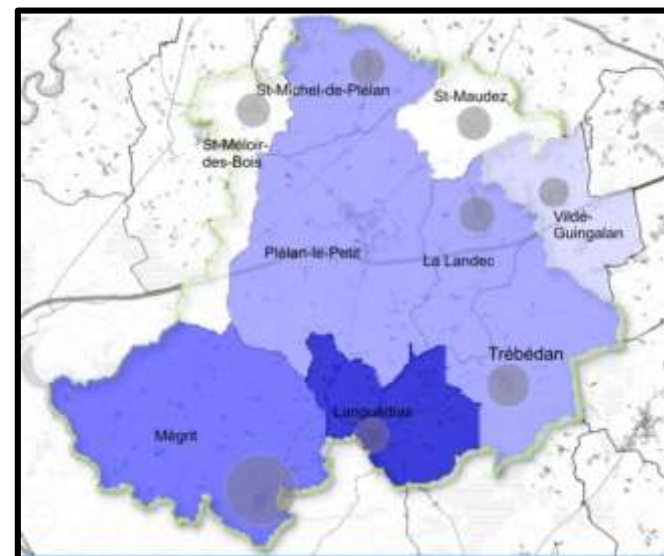 St-Michel-de-Plélan
St-Maudez
St-Méloir-
des-Bois
Vildé-
Guingalan
Plélan-le-Petit
La Landec
Trébédan
Languédias
Mégrit